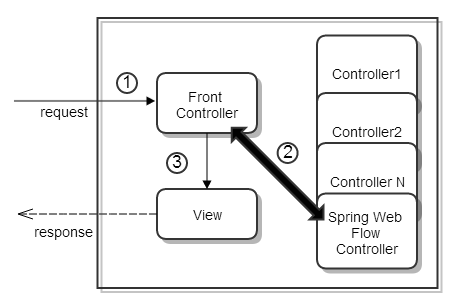 1
Front
Controller
request
Controller1
Controller2
2
3
Controller N
View
Spring Web
Flow
Controller
response